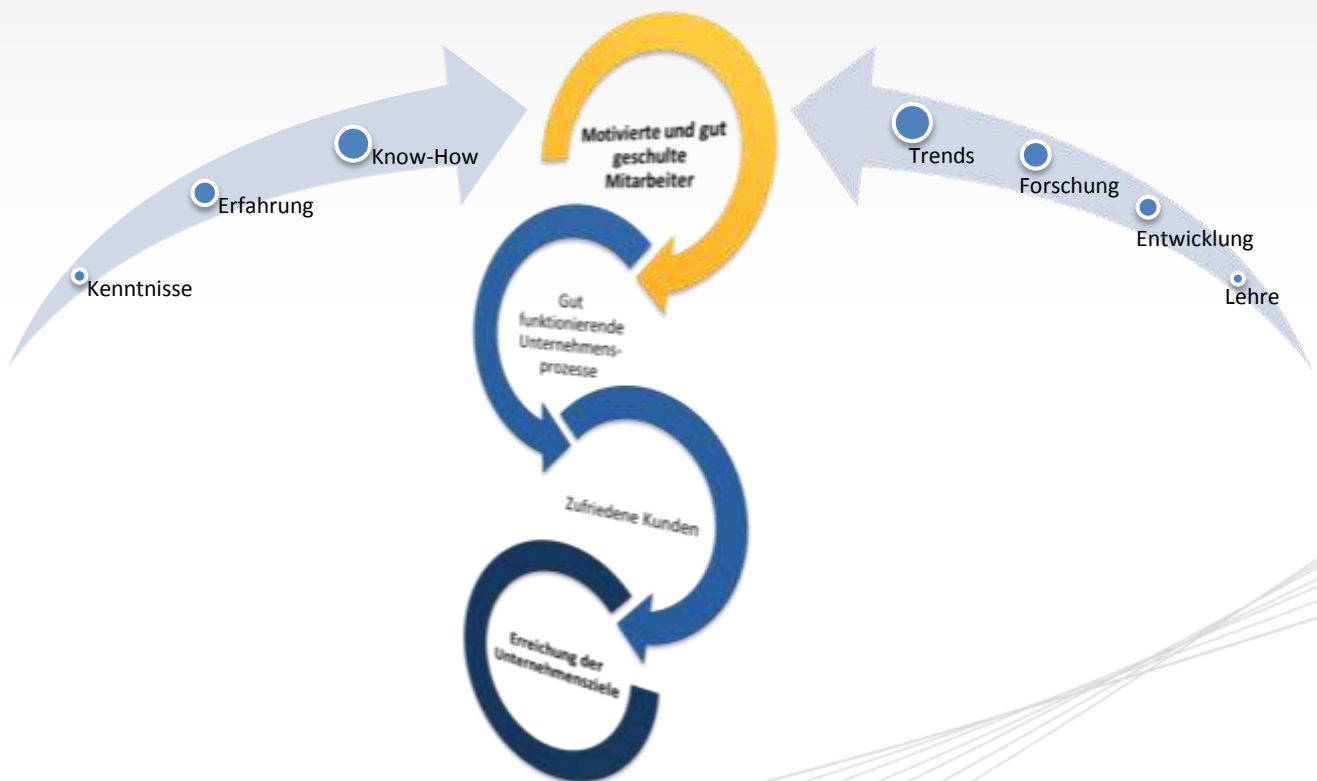 Know-How
Erfahrung
Kenntnisse
Motivierte und gut
geschulte
Mitarbeiter
Trends
Forschung
Entwicklung
Lehre
Gut
funktionierende
Unternehmens-
prozesse
Zufriedene Kunden
Erreichung der
Unternehmensziele